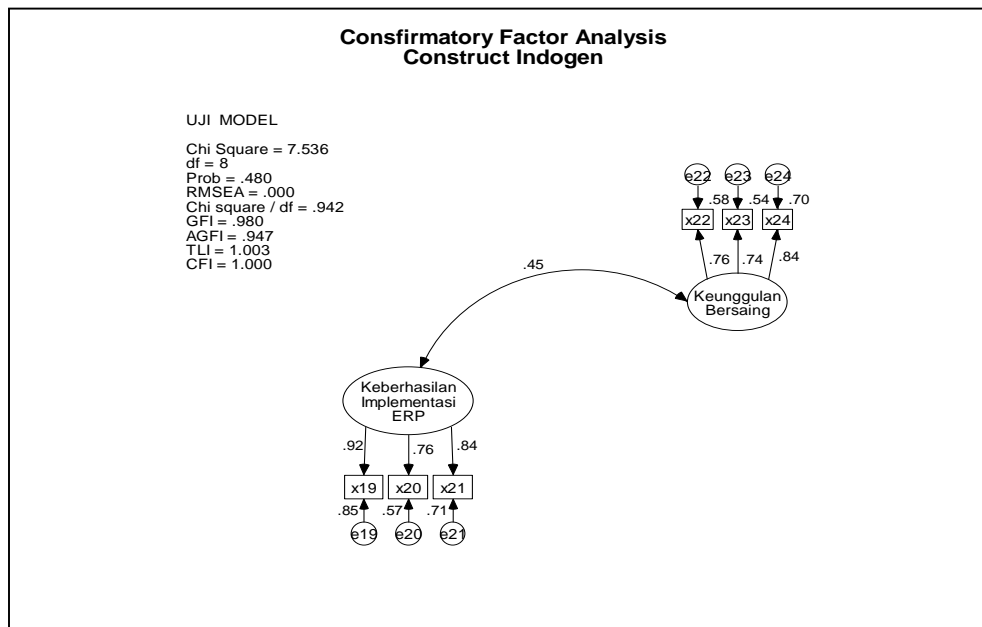 Consfirmatory Factor Analysis
Construct Indogen
UJI MODEL
Chi Square = 7.536
df = 8
Prob = .480
RMSEA = .000
Chi square / df = .942
GFI = .980
AGFI = .947
TLI = 1.003
CFI = 1.000
e22 e23 e24
.58 .54 .70
x22 x23 x24
.76 .74 .84
Keunggulan
Bersaing
.45
Keberhasilan
Implementasi
ERP
.92 .76 .84
x19 x20 x21
.85 .57 .71
e19 e20 e21